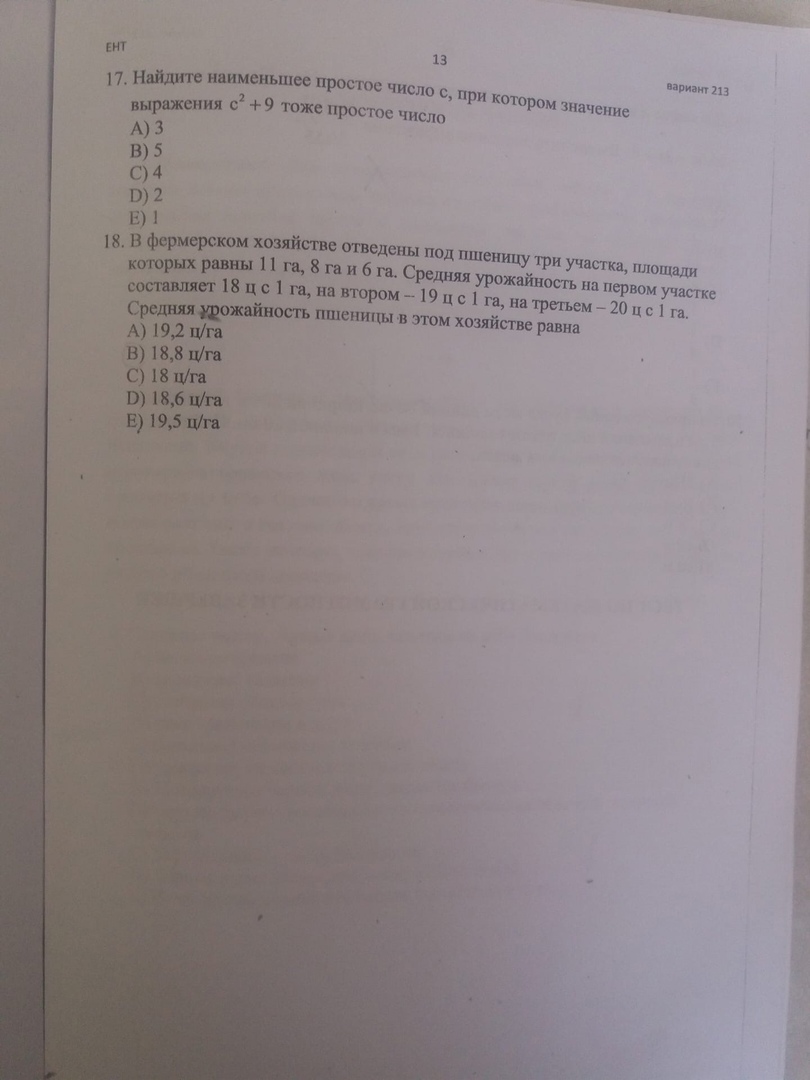 ЕНТ
13
вариант 213
17. Найдите наименьшее простое число с, при котором значение
выражения c² + 9 тоже простое число
A) 3
B) 5
C) 4
D) 2
E) 1
18. В фермерском хозяйстве отведены под пшеницу три участка, площади
которых равны 11 га, 8 га и 6 га. Средняя урожайность на первом участке
составляет 18 ц с 1 га, на втором – 19 ц с 1 га, на третьем – 20 ц с 1 га.
Средняя урожайность пшеницы в этом хозяйстве равна
A) 19,2 ц/га
B) 18,8 ц/га
C) 18 ц/га
D) 18,6 ц/га
E) 19,5 ц/га